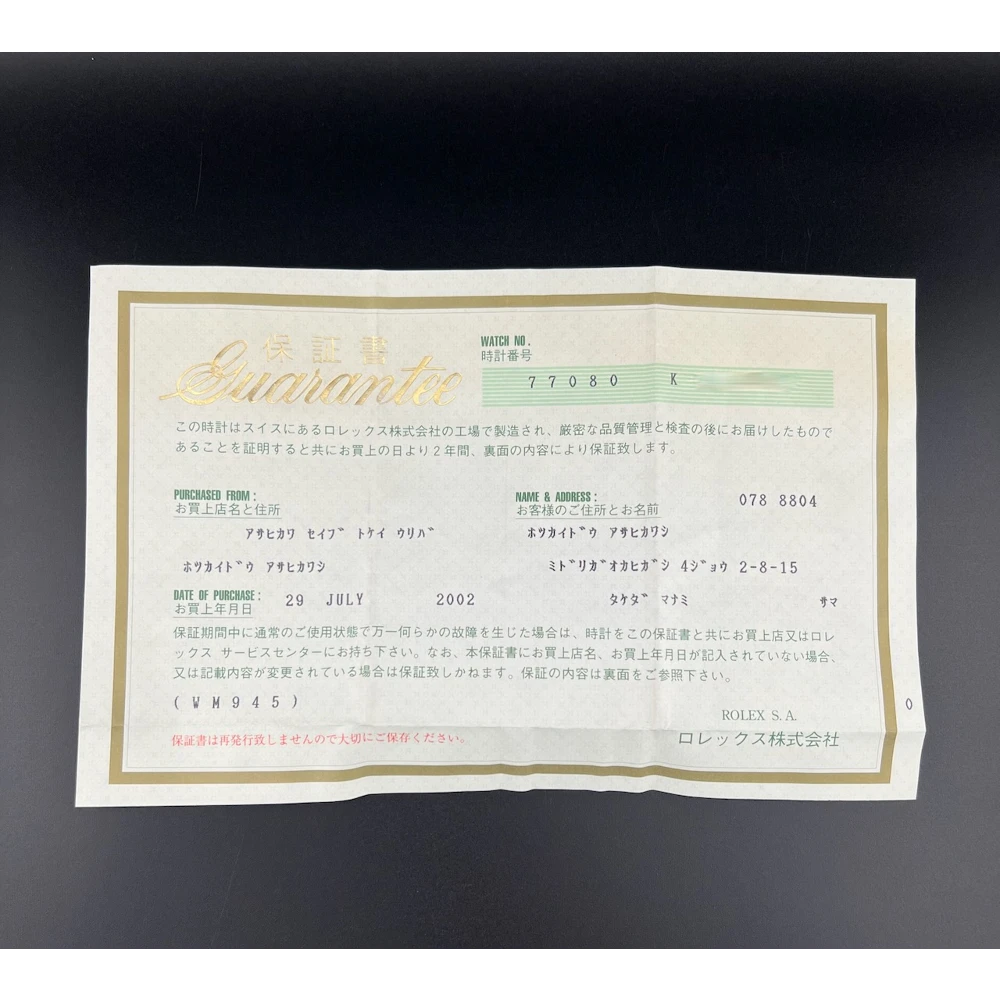 保証書
Guarantee
WATCH NO.
時計番号
77080 K
この時計はスイスにあるロレックス株式会社の工場で製造され、厳密な品質管理と検査の後にお届けしたもので
あることを証明すると共にお買上の日より2年間、裏面の内容により保証致します。
PURCHASED FROM :
お買上店名と住所
アサヒカワ セイブ トケイ ウリバ
ホツカイドウ アサヒカワシ
NAME & ADDRESS :
お客様のご住所とお名前
078 8804
ホツカイドウ アサヒカワシ
ミドリガオカヒガシ 4ジョウ 2-8-15
タケダ マナミ サマ
DATE OF PURCHASE :
お買上年月日
29 JULY 2002
保証期間中に通常のご使用状態で万一何らかの故障を生じた場合は、時計をこの保証書と共にお買上店又はロレ
ックス サービスセンターにお持ち下さい。なお、本保証書にお買上店名、お買上年月日が記入されていない場合、
又は記載内容が変更されている場合は保証致しかねます。保証の内容は裏面をご参照下さい。
(WM945)
0
保証書は再発行致しませんので大切にご保存ください。
ROLEX S.A.
ロレックス株式会社